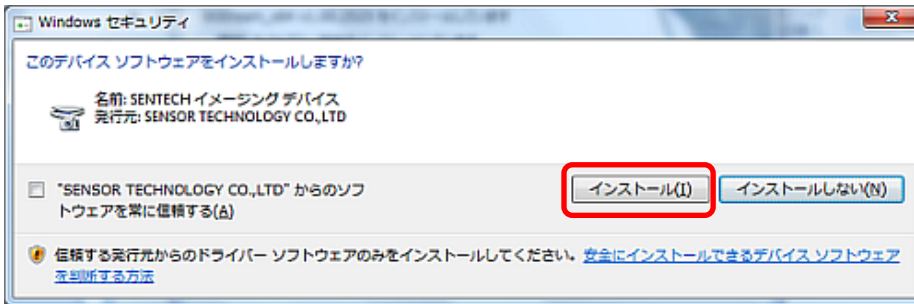 Windows セキュリティ
このデバイス ソフトウェアをインストールしますか?
名前: SENTECH イメージング デバイス
発行元: SENSOR TECHNOLOGY CO.,LTD
"SENSOR TECHNOLOGY CO.,LTD" からのソフ
トウェアを常に信頼する(A)
インストール(I)
インストールしない(N)
信頼する発行元からのドライバー ソフトウェアのみをインストールしてください。安全にインストールできるデバイス ソフトウェア
を判断する方法